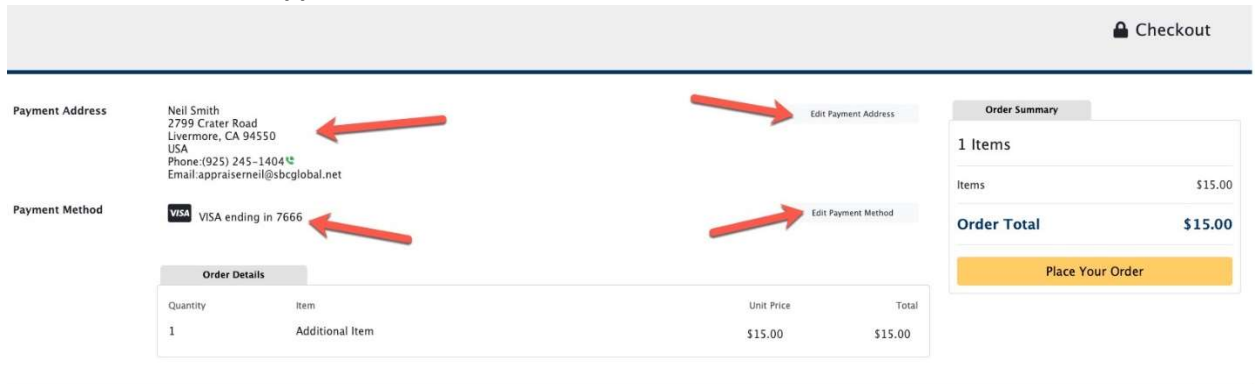 Checkout
Payment Address
Neil Smith
2799 Crater Road
Livermore, CA 94550
USA
Phone:(925) 245-1404
Email:appraiserneil@sbcglobal.net
Edit Payment Address
Payment Method
VISA VISA ending in 7666
Edit Payment Method
Order Details
Quantity Item Unit Price Total
1 Additional Item $15.00 $15.00
Order Summary
1 Items
Items $15.00
Order Total $15.00
Place Your Order